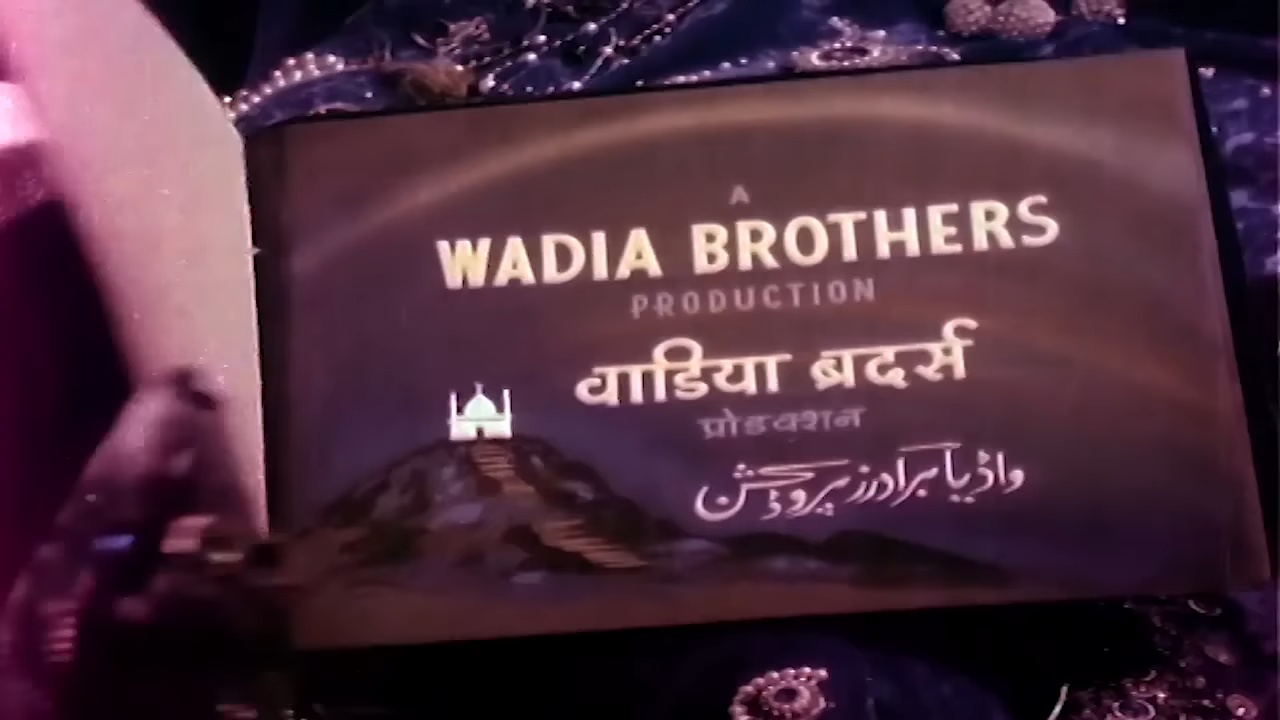 A
WADIA BROTHERS
PRODUCTION
वाडिया ब्रदर्स
प्रोडक्शन
واڈیا برادرز پروڈکشن